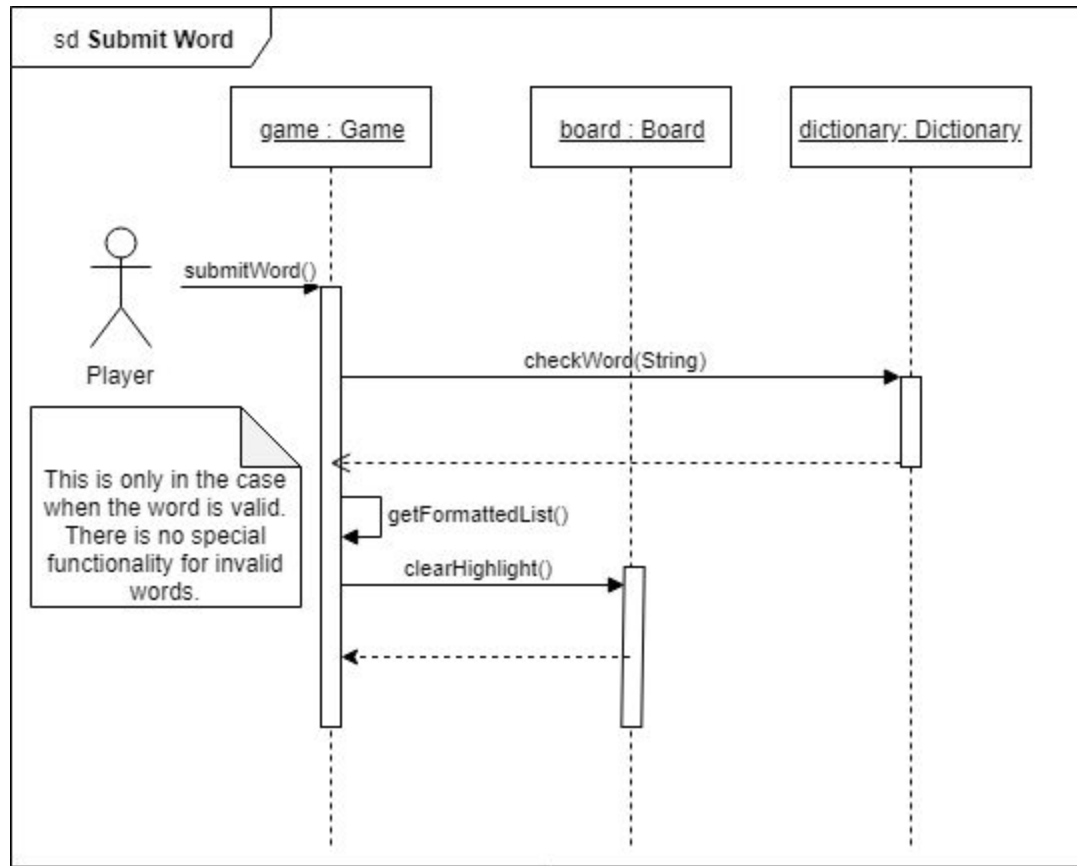 sd Submit Word
game : Game
board : Board
dictionary: Dictionary
submitWord()
Player
checkWord(String)
This is only in the case
when the word is valid.
There is no special
functionality for invalid
words.
getFormattedList()
clearHighlight()